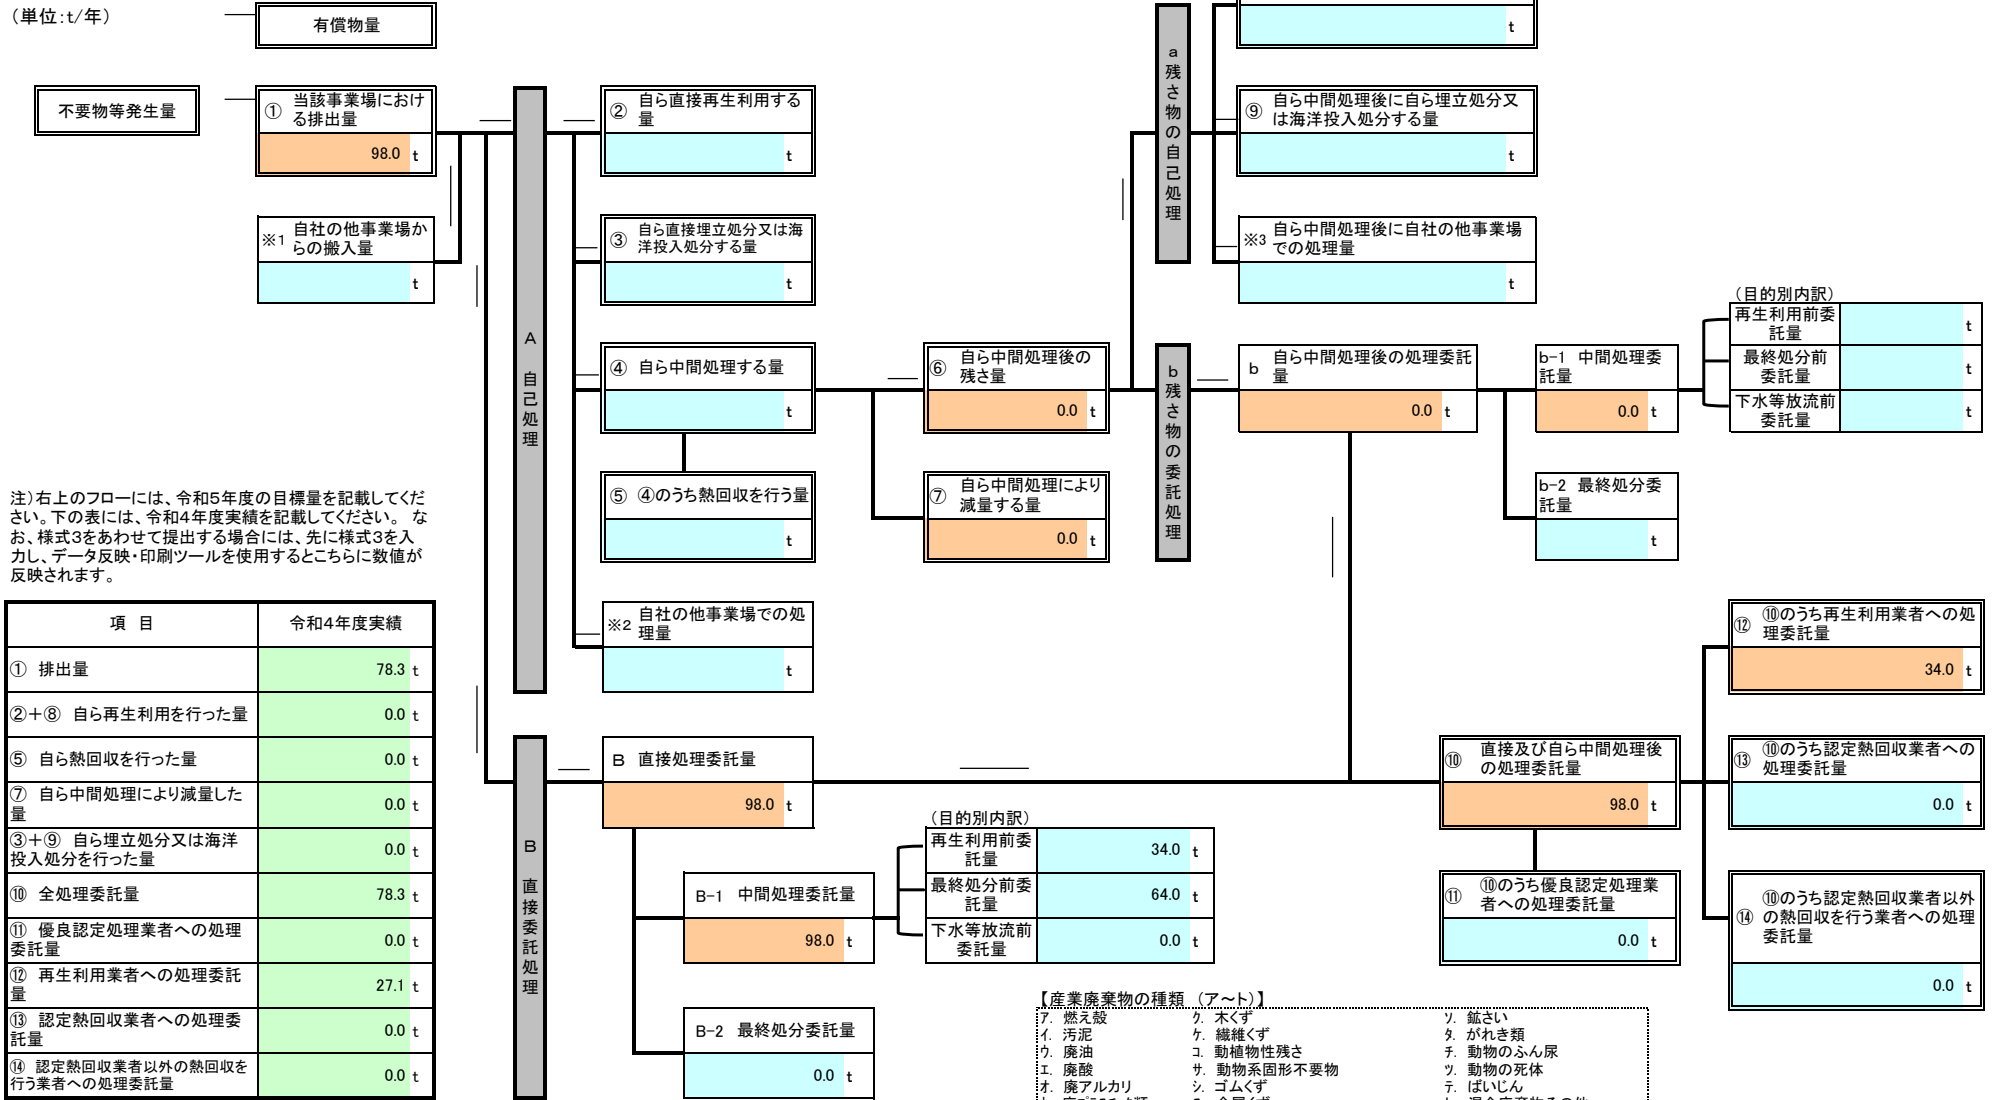 （単位：t/年）
有償物量
t
不要物等発生量
① 当該事業場におけ
る排出量
98.0 t
② 自ら直接再生利用する
量
t
a
残
さ
物
の
自
己
処
理
⑨ 自ら中間処理後に自ら埋立処分又
は海洋投入処分する量
t
※1 自社の他事業場か
らの搬入量
t
③ 自ら直接埋立処分又は海
洋投入処分する量
t
※3 自ら中間処理後に自社の他事業場
での処理量
t
A
自
己
処
理
④ 自ら中間処理する量
t
⑥ 自ら中間処理後の
残さ量
0.0 t
b
残
さ
物
の
委
託
処
理
b 自ら中間処理後の処理委託
量
0.0 t
b-1 中間処理委
託量
0.0 t
（目的別内訳）
再生利用前委
託量
t
最終処分前
委託量
t
下水等放流前
委託量
t
⑤ ④のうち熱回収を行う量
t
⑦ 自ら中間処理により
減量する量
0.0 t
b-2 最終処分委
託量
t
注）右上のフローには、令和５年度の目標量を記載してくだ
さい。下の表には、令和４年度実績を記載してください。 な
お、様式３をあわせて提出する場合には、先に様式３を入
力し、データ反映・印刷ツールを使用するとこちらに数値が
反映されます。
※2 自社の他事業場での処
理量
t
項 目 令和４年度実績
① 排出量 78.3 t
②＋⑧ 自ら再生利用を行った量 0.0 t
⑤ 自ら熱回収を行った量 0.0 t
⑦ 自ら中間処理により減量した
量 0.0 t
③＋⑨ 自ら埋立処分又は海洋
投入処分を行った量 0.0 t
⑩ 全処理委託量 78.3 t
⑪ 優良認定処理業者への処理
委託量 0.0 t
⑫ 再生利用業者への処理委託
量 27.1 t
⑬ 認定熱回収業者への処理委
託量 0.0 t
⑭ 認定熱回収業者以外の熱回収を
行う業者への処理委託量 0.0 t
B
直
接
委
託
処
理
B 直接処理委託量
98.0 t
B-1 中間処理委託量
98.0 t
（目的別内訳）
再生利用前委
託量 34.0 t
最終処分前委
託量 64.0 t
下水等放流前
委託量 0.0 t
B-2 最終処分委託量
0.0 t
⑩ 直接及び自ら中間処理後
の処理委託量
98.0 t
⑪ ⑩のうち優良認定処理業
者への処理委託量
0.0 t
⑫ ⑩のうち再生利用業者への処
理委託量
34.0 t
⑬ ⑩のうち認定熱回収業者への
処理委託量
0.0 t
⑭ ⑩のうち認定熱回収業者以外
の熱回収を行う業者への処理
委託量
0.0 t
【産業廃棄物の種類 （ア～ト）】
ｱ. 燃え殻 ｸ. 木くず ｿ. 鉱さい
ｲ. 汚泥 ｹ. 繊維くず ﾀ. がれき類
ｳ. 廃油 ｺ. 動植物性残さ ﾁ. 動物のふん尿
ｴ. 廃酸 ｻ. 動物系固形不要物 ﾂ. 動物の死体
ｵ. 廃アルカリ ｼ. ゴムくず ﾃ. ばいじん